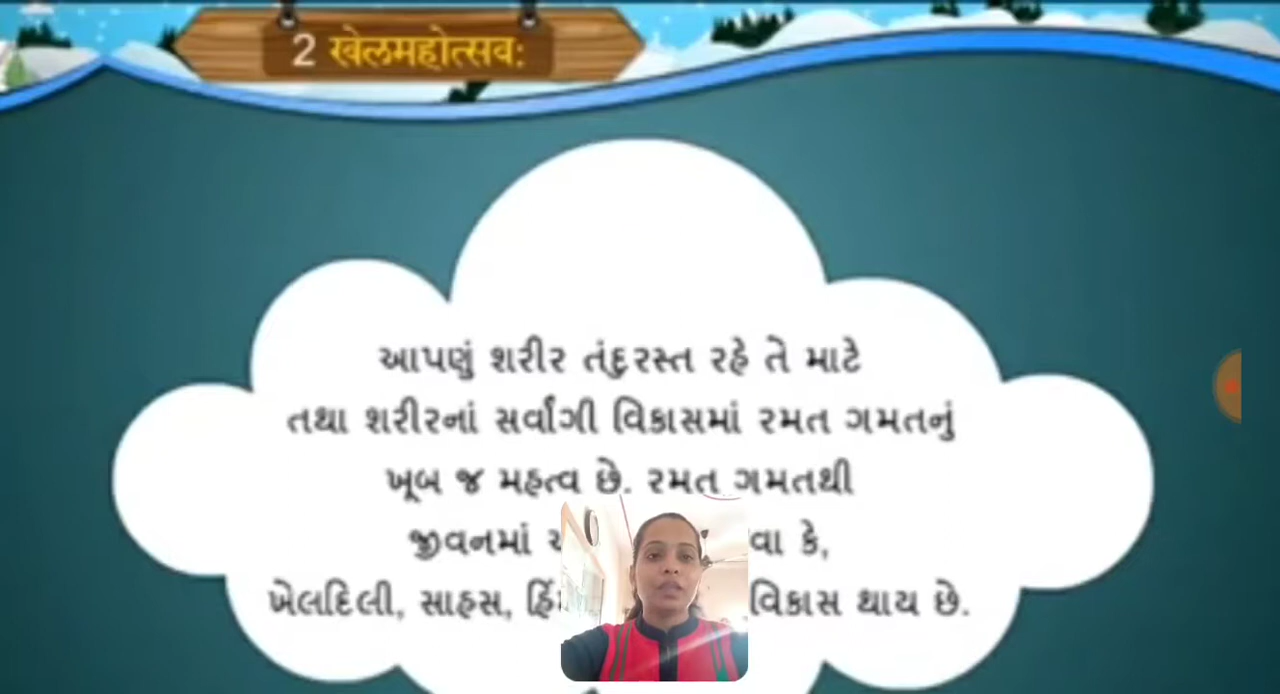 2 खेलमहोत्सव:
આપણું શરીર તંદુરસ્ત રહે તે માટે
તથા શરીરનાં સર્વાંગી વિકાસમાં રમત ગમતનું
ખૂબ જ મહત્વ છે. રમત ગમતથી
જીવનમાં કે,
ખેલદિલી, સાહસ, વિકાસ થાય છે.